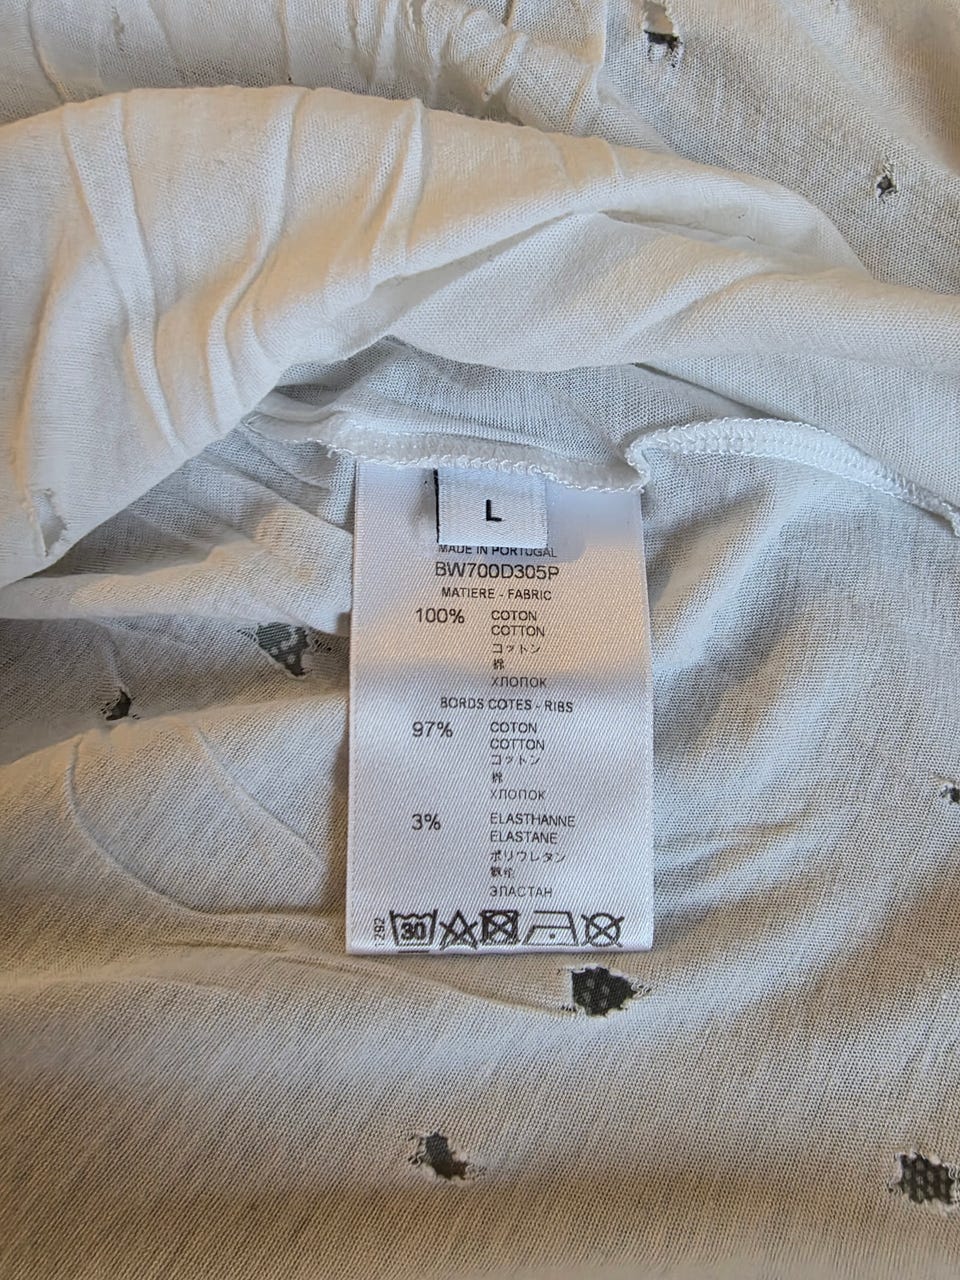 L
MADE IN PORTUGAL
BW700D305P
MATIERE - FABRIC
100% COTON
COTTON
コットン
棉
ХЛОПОК
BORDS COTES - RIBS
97% COTON
COTTON
コットン
棉
ХЛОПОК
3% ELASTHANNE
ELASTANE
ポリウレタン
ЭЛАСТАН
1292
30